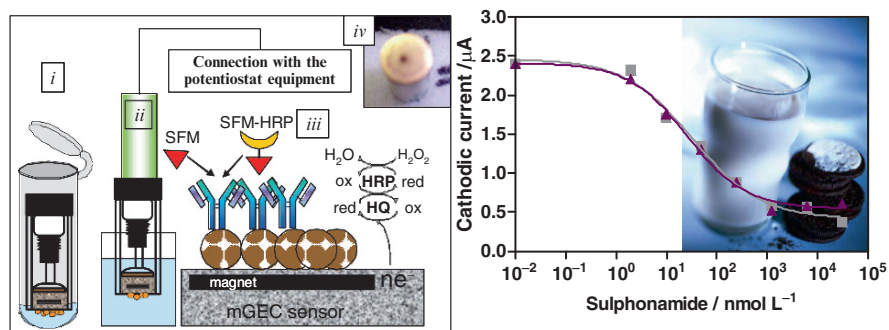 i
ii
Connection with the
potentiostat equipment
iv
SFM
SFM-HRP
iii
H₂O
H₂O₂
ox
HRP
red
red
HQ
ox
magnet
ne⁻
mGEC sensor
Cathodic current /μA
3.0
2.5
2.0
1.5
1.0
0.5
0.0
10⁻²
10⁻¹
10⁰
10¹
10²
10³
10⁴
10⁵
Sulphonamide / nmol L⁻¹